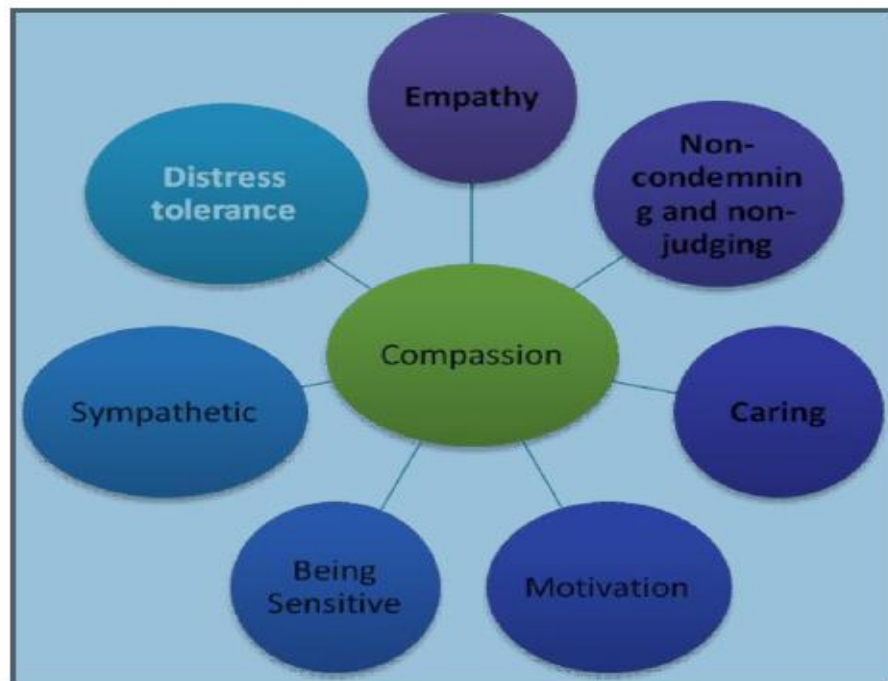 Empathy
Non-
condemnin
g and non-
judging
Distress
tolerance
Compassion
Sympathetic
Caring
Being
Sensitive
Motivation